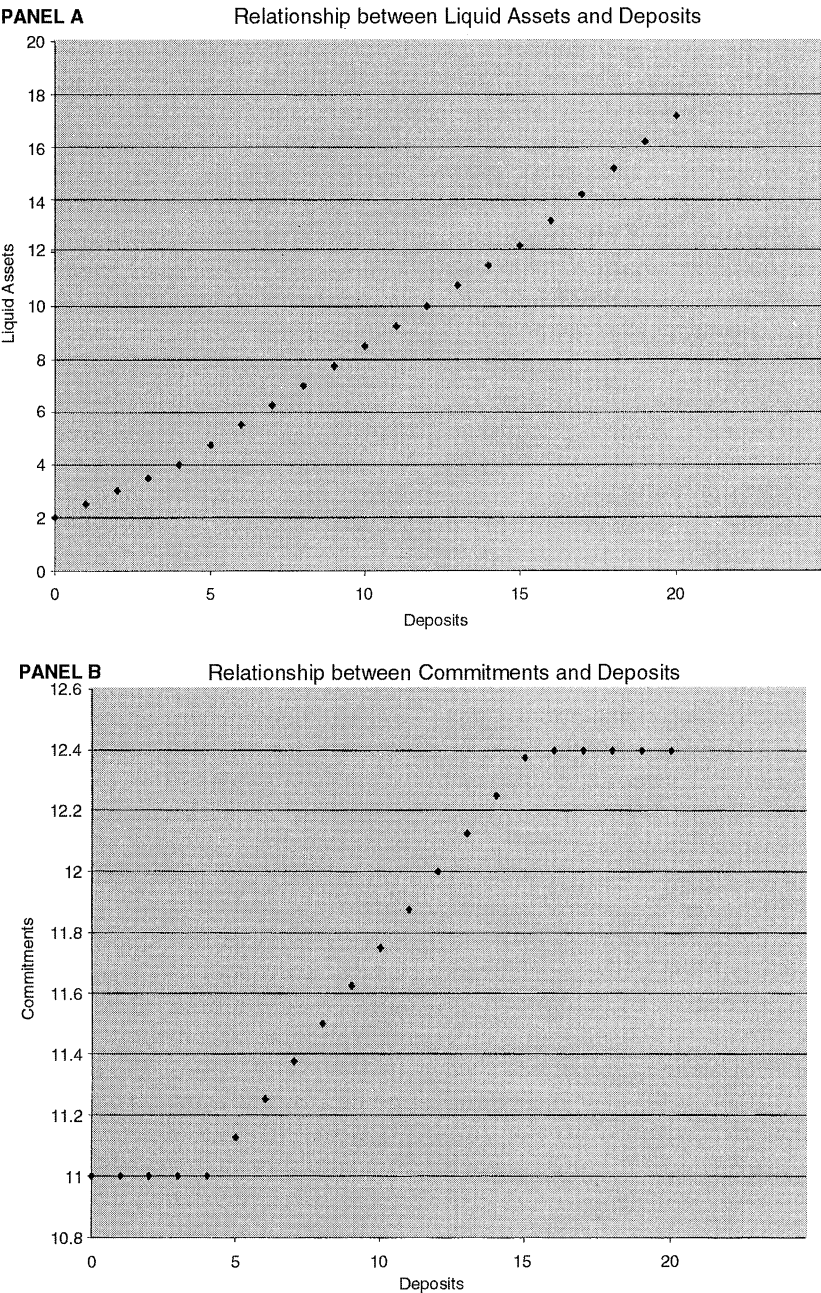 PANEL A Relationship between Liquid Assets and Deposits
20
18
16
14
12
10
8
6
4
2
0
Liquid Assets
0 5 10 15 20
Deposits
PANEL B Relationship between Commitments and Deposits
12.6
12.4
12.2
12
11.8
11.6
11.4
11.2
11
10.8
Commitments
0 5 10 15 20
Deposits